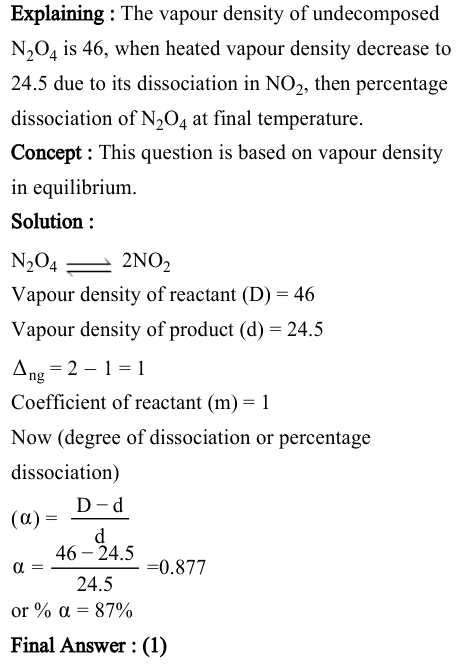 Explaining : The vapour density of undecomposed
N₂O₄ is 46, when heated vapour density decrease to
24.5 due to its dissociation in NO₂, then percentage
dissociation of N₂O₄ at final temperature.
Concept : This question is based on vapour density
in equilibrium.
Solution :
N₂O₄ ⇌ 2NO₂
Vapour density of reactant (D) = 46
Vapour density of product (d) = 24.5
Δng = 2 – 1 = 1
Coefficient of reactant (m) = 1
Now (degree of dissociation or percentage
dissociation)
(α) = D – d / d
α = 46 – 24.5 / 24.5 =0.877
or % α = 87%
Final Answer : (1)